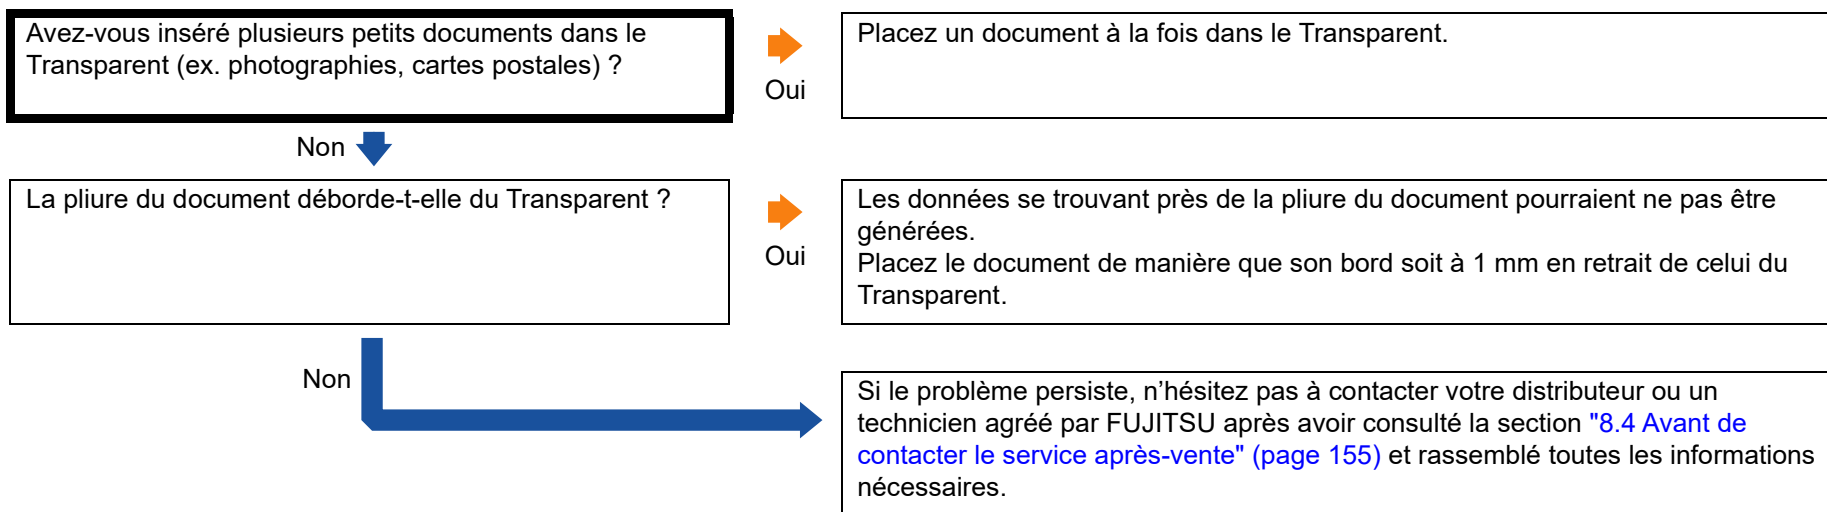 Avez-vous inséré plusieurs petits documents dans le
Transparent (ex. photographies, cartes postales) ?
Oui
Placez un document à la fois dans le Transparent.
Non
La pliure du document déborde-t-elle du Transparent ?
Oui
Les données se trouvant près de la pliure du document pourraient ne pas être
générées.
Placez le document de manière que son bord soit à 1 mm en retrait de celui du
Transparent.
Non
Si le problème persiste, n’hésitez pas à contacter votre distributeur ou un
technicien agréé par FUJITSU après avoir consulté la section "8.4 Avant de
contacter le service après-vente" (page 155) et rassemblé toutes les informations
nécessaires.